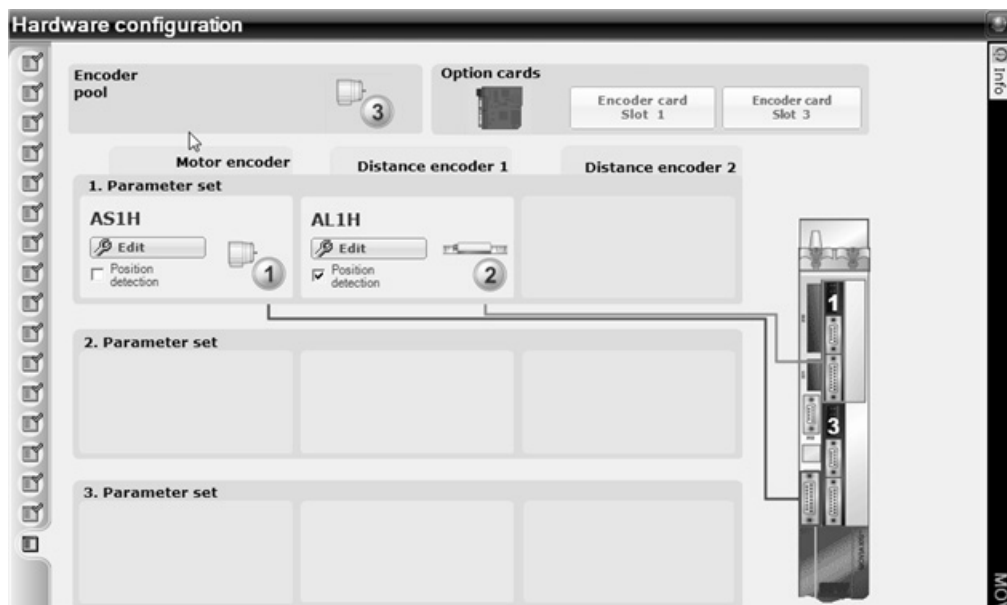 Hardware configuration
Info
Encoder
pool
3
Option cards
Encoder card
Slot 1
Encoder card
Slot 3
Motor encoder
Distance encoder 1
Distance encoder 2
1. Parameter set
AS1H
Edit
Position
detection
1
AL1H
Edit
Position
detection
2
1
3
2. Parameter set
3. Parameter set